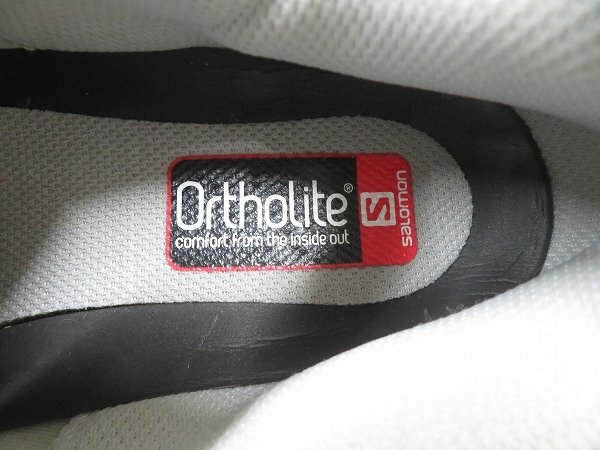 Ortholite®
comfort from the inside out
S
salomon